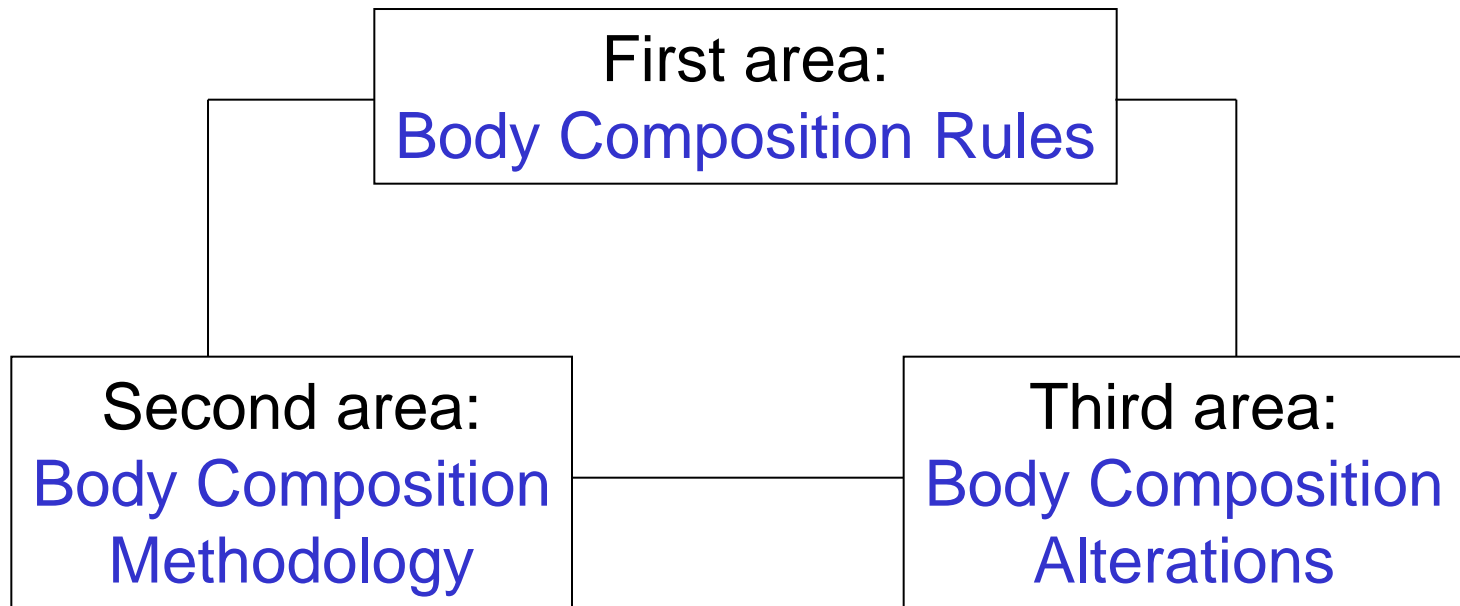 First area:
Body Composition Rules
Second area:
Body Composition
Methodology
Third area:
Body Composition
Alterations